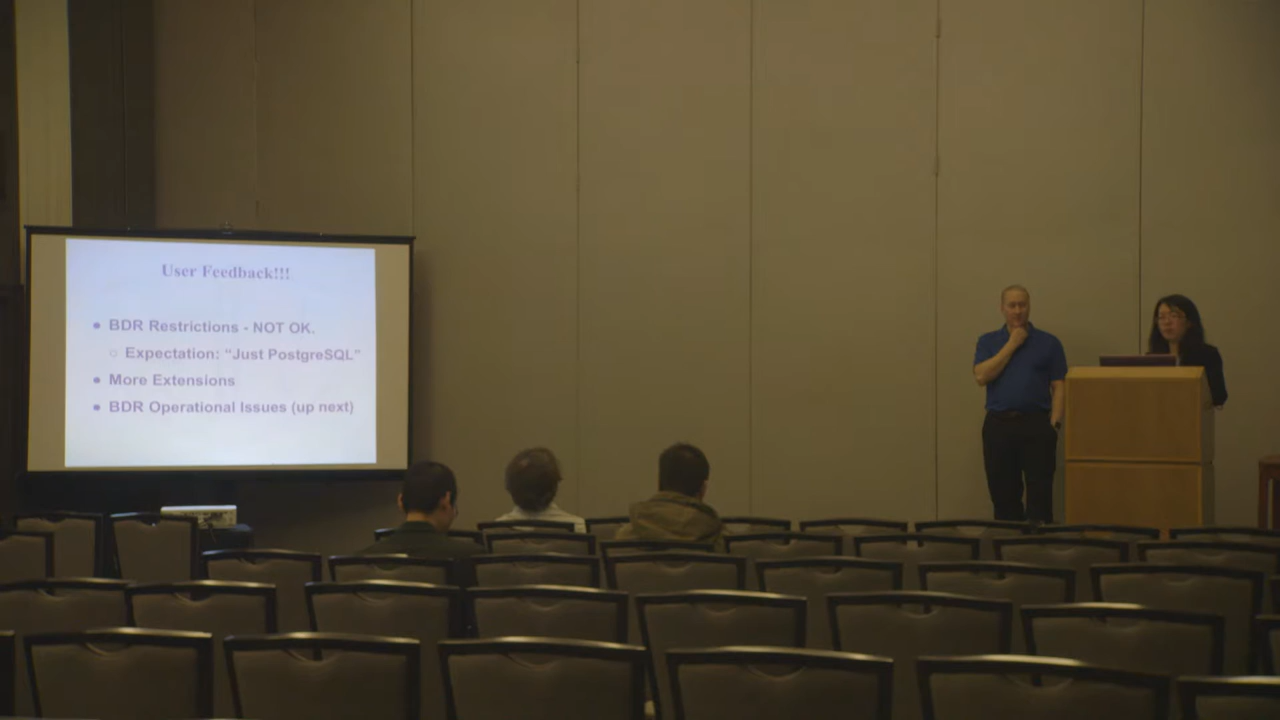 User Feedback!!!
BDR Restrictions - NOT OK.
Expectation: “Just PostgreSQL”
More Extensions
BDR Operational Issues (up next)